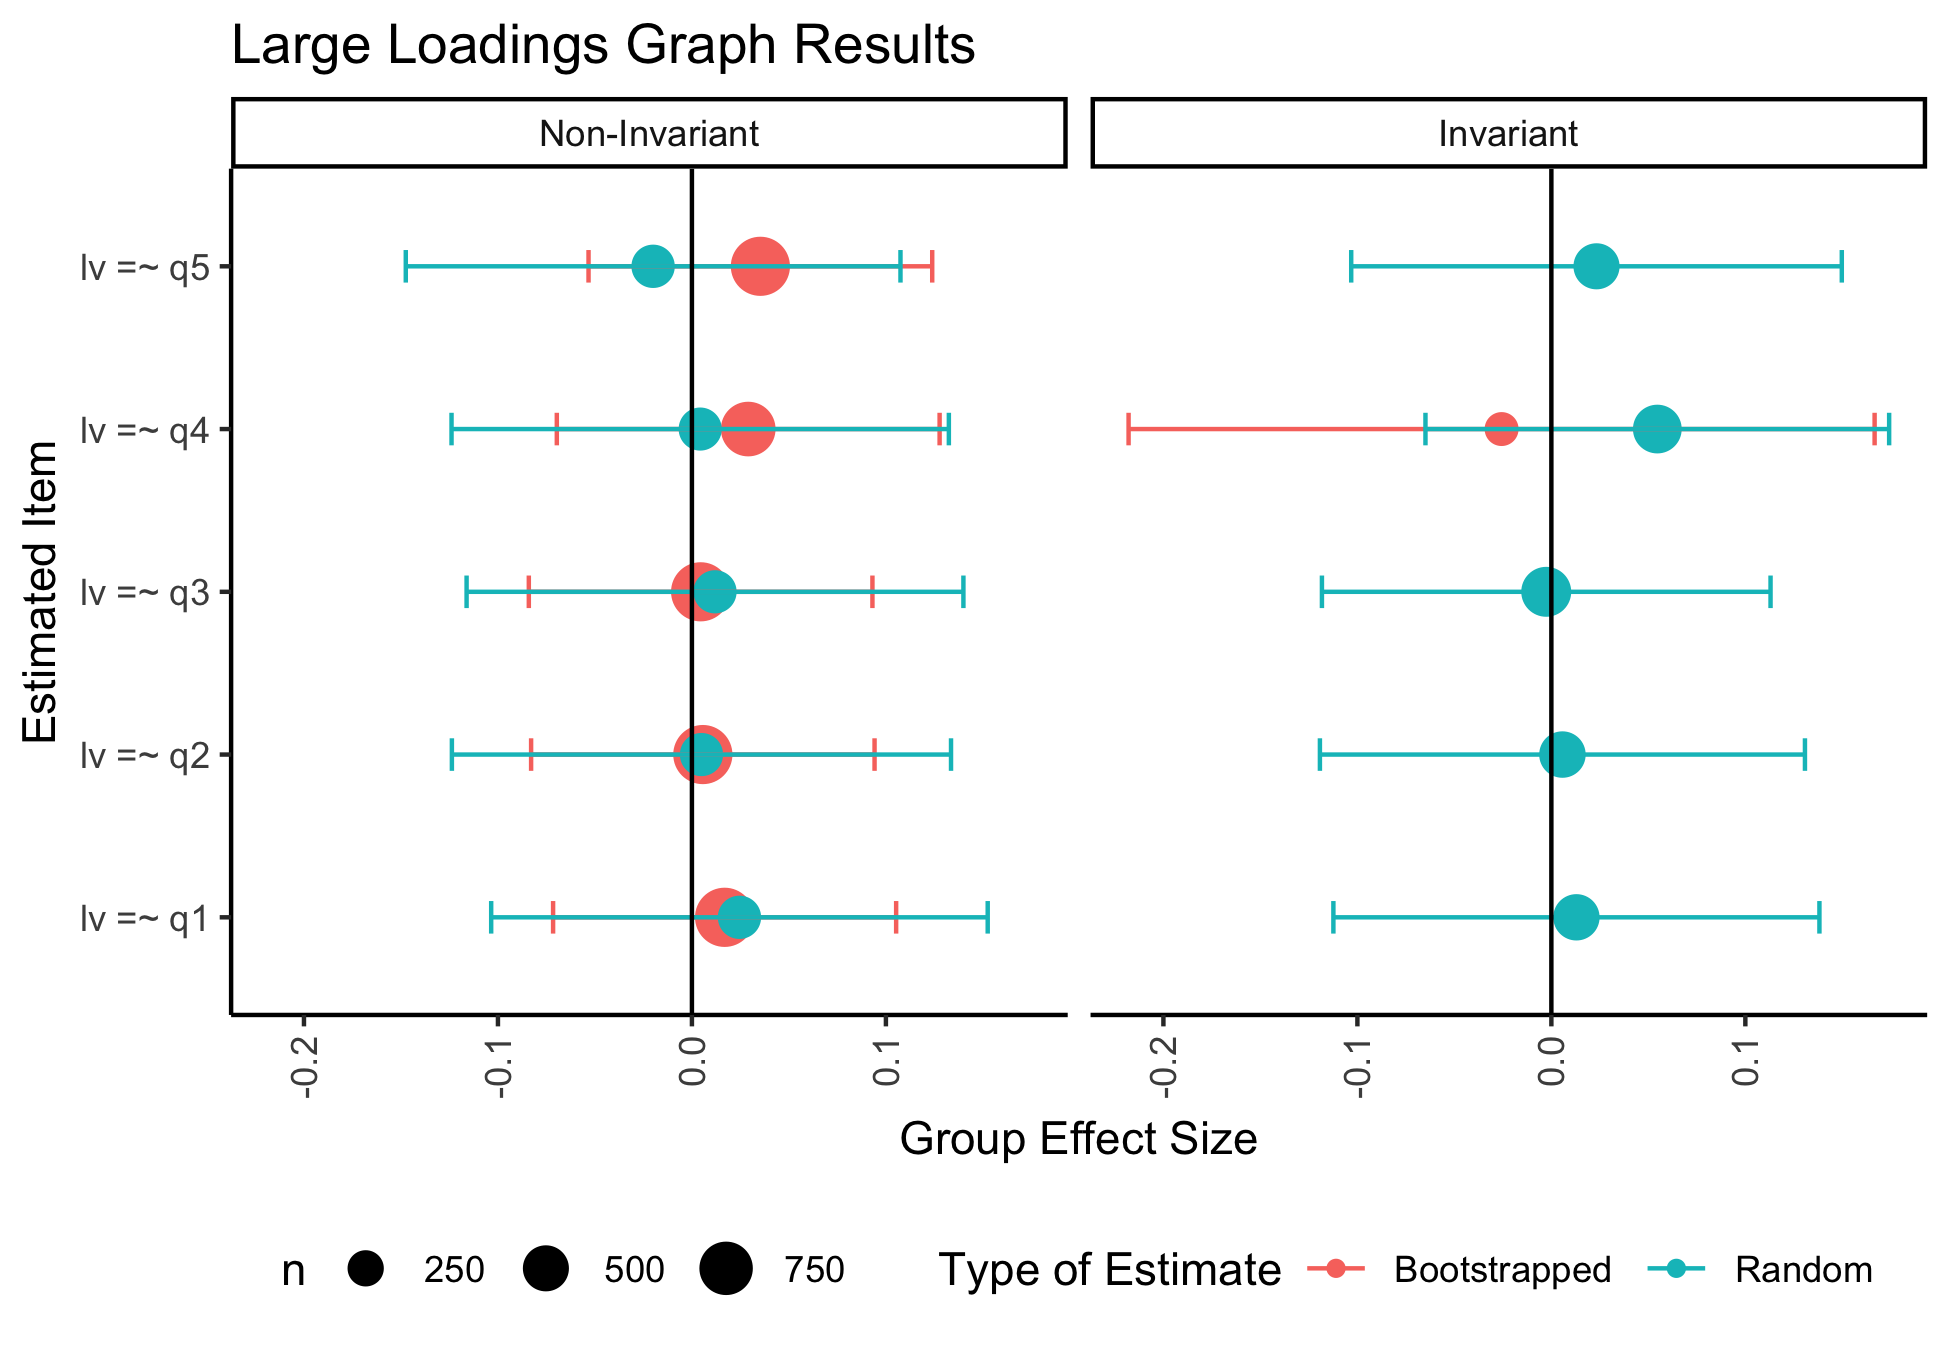 Large Loadings Graph Results
Non-Invariant
Invariant
Estimated Item
lv =~ q5
lv =~ q4
lv =~ q3
lv =~ q2
lv =~ q1
-0.2 -0.1 0.0 0.1
-0.2 -0.1 0.0 0.1
Group Effect Size
n 250 500 750 Type of Estimate Bootstrapped Random